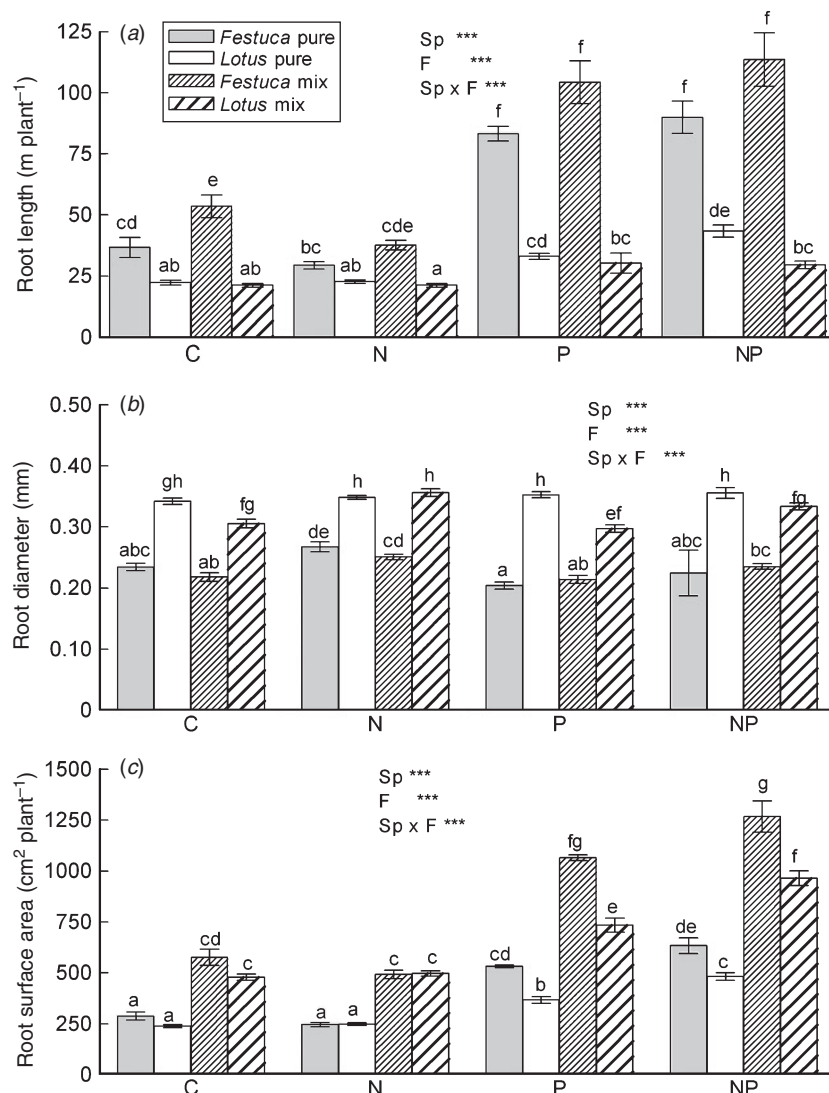 (a)
Festuca pure
Lotus pure
Festuca mix
Lotus mix
Sp ***
F ***
Sp x F ***
Root length (m plant⁻¹)
125
100
75
50
25
0
cd ab e ab
bc ab cde a
f cd f bc
f de f bc
C N P NP
(b)
Sp ***
F ***
Sp x F ***
Root diameter (mm)
0.50
0.40
0.30
0.20
0.10
0
abc gh ab fg
de h cd h
a h ab ef
abc h bc fg
C N P NP
(c)
Sp ***
F ***
Sp x F ***
Root surface area (cm² plant⁻¹)
1500
1250
1000
750
500
250
0
a a cd c
a a c c
cd b fg e
de c g f
C N P NP